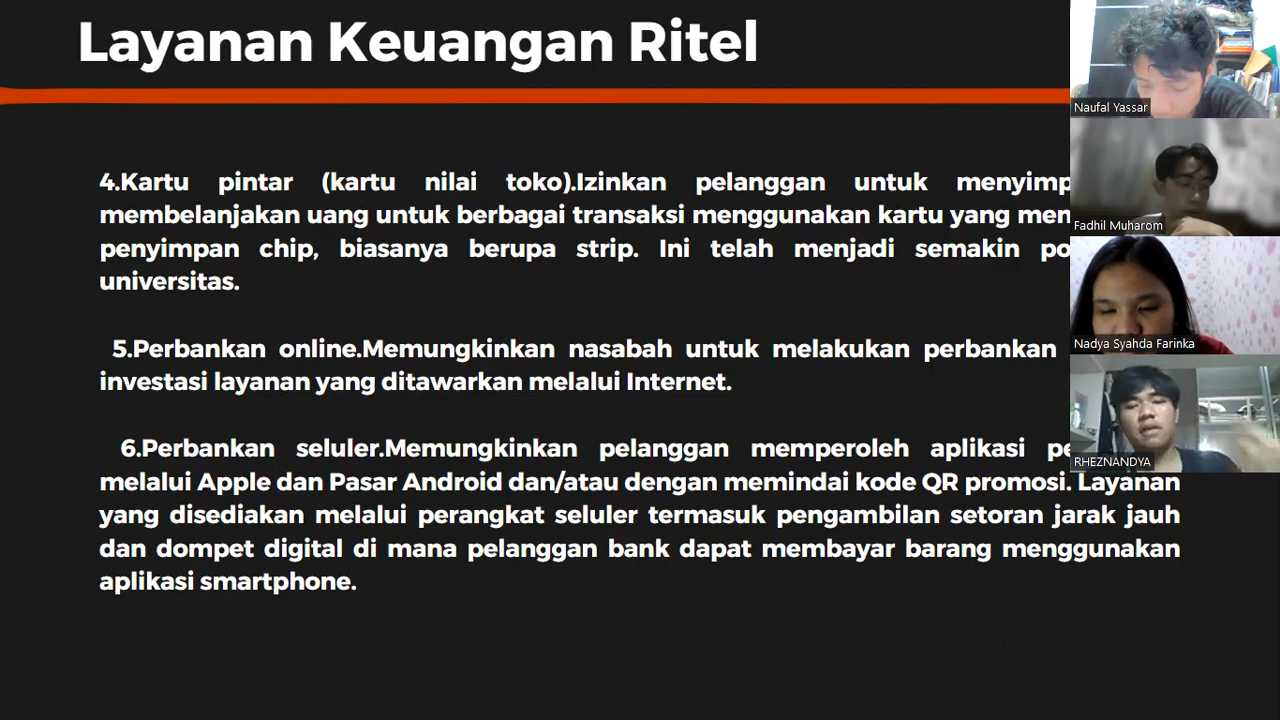 Layanan Keuangan Ritel
4.Kartu pintar (kartu nilai toko).Izinkan pelanggan untuk
membelanjakan uang untuk berbagai transaksi menggunakan kartu yang
penyimpan chip, biasanya berupa strip. Ini telah menjadi semakin
universitas.
5.Perbankan online.Memungkinkan nasabah untuk melakukan perbankan
investasi layanan yang ditawarkan melalui Internet.
6.Perbankan seluler.Memungkinkan pelanggan memperoleh aplikasi
melalui Apple dan Pasar Android dan/atau dengan memindai kode QR promosi. Layanan
yang disediakan melalui perangkat seluler termasuk pengambilan setoran jarak jauh
dan dompet digital di mana pelanggan bank dapat membayar barang menggunakan
aplikasi smartphone.
Naufal Yassar
Fadhil Muharom
Nadya Syahda Farinka
RHEZNANDYA